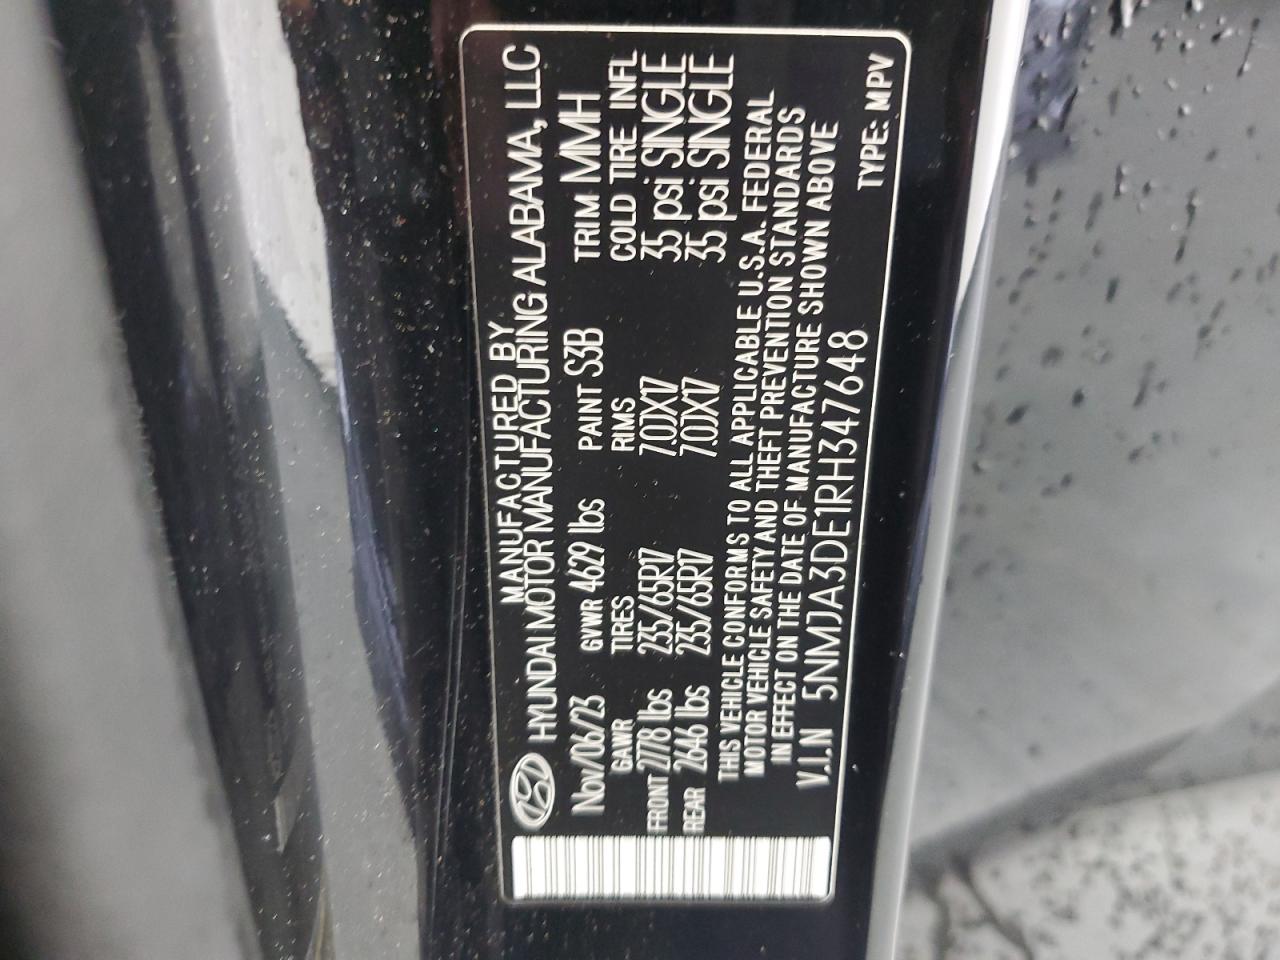 MANUFACTURED BY
HYUNDAI MOTOR MANUFACTURING ALABAMA, LLC
Nov/06/23 GVWR 4629 lbs PAINT S3B TRIM MMH
GAWR TIRES RIMS COLD TIRE INFL
FRONT 2778 lbs 235/65R17 7.0JX17 35 psi SINGLE
REAR 2646 lbs 235/65R17 7.0JX17 35 psi SINGLE
THIS VEHICLE CONFORMS TO ALL APPLICABLE U.S.A. FEDERAL
MOTOR VEHICLE SAFETY AND THEFT PREVENTION STANDARDS
IN EFFECT ON THE DATE OF MANUFACTURE SHOWN ABOVE
V.I.N 5NMJA3DE1RH347648 TYPE: MPV